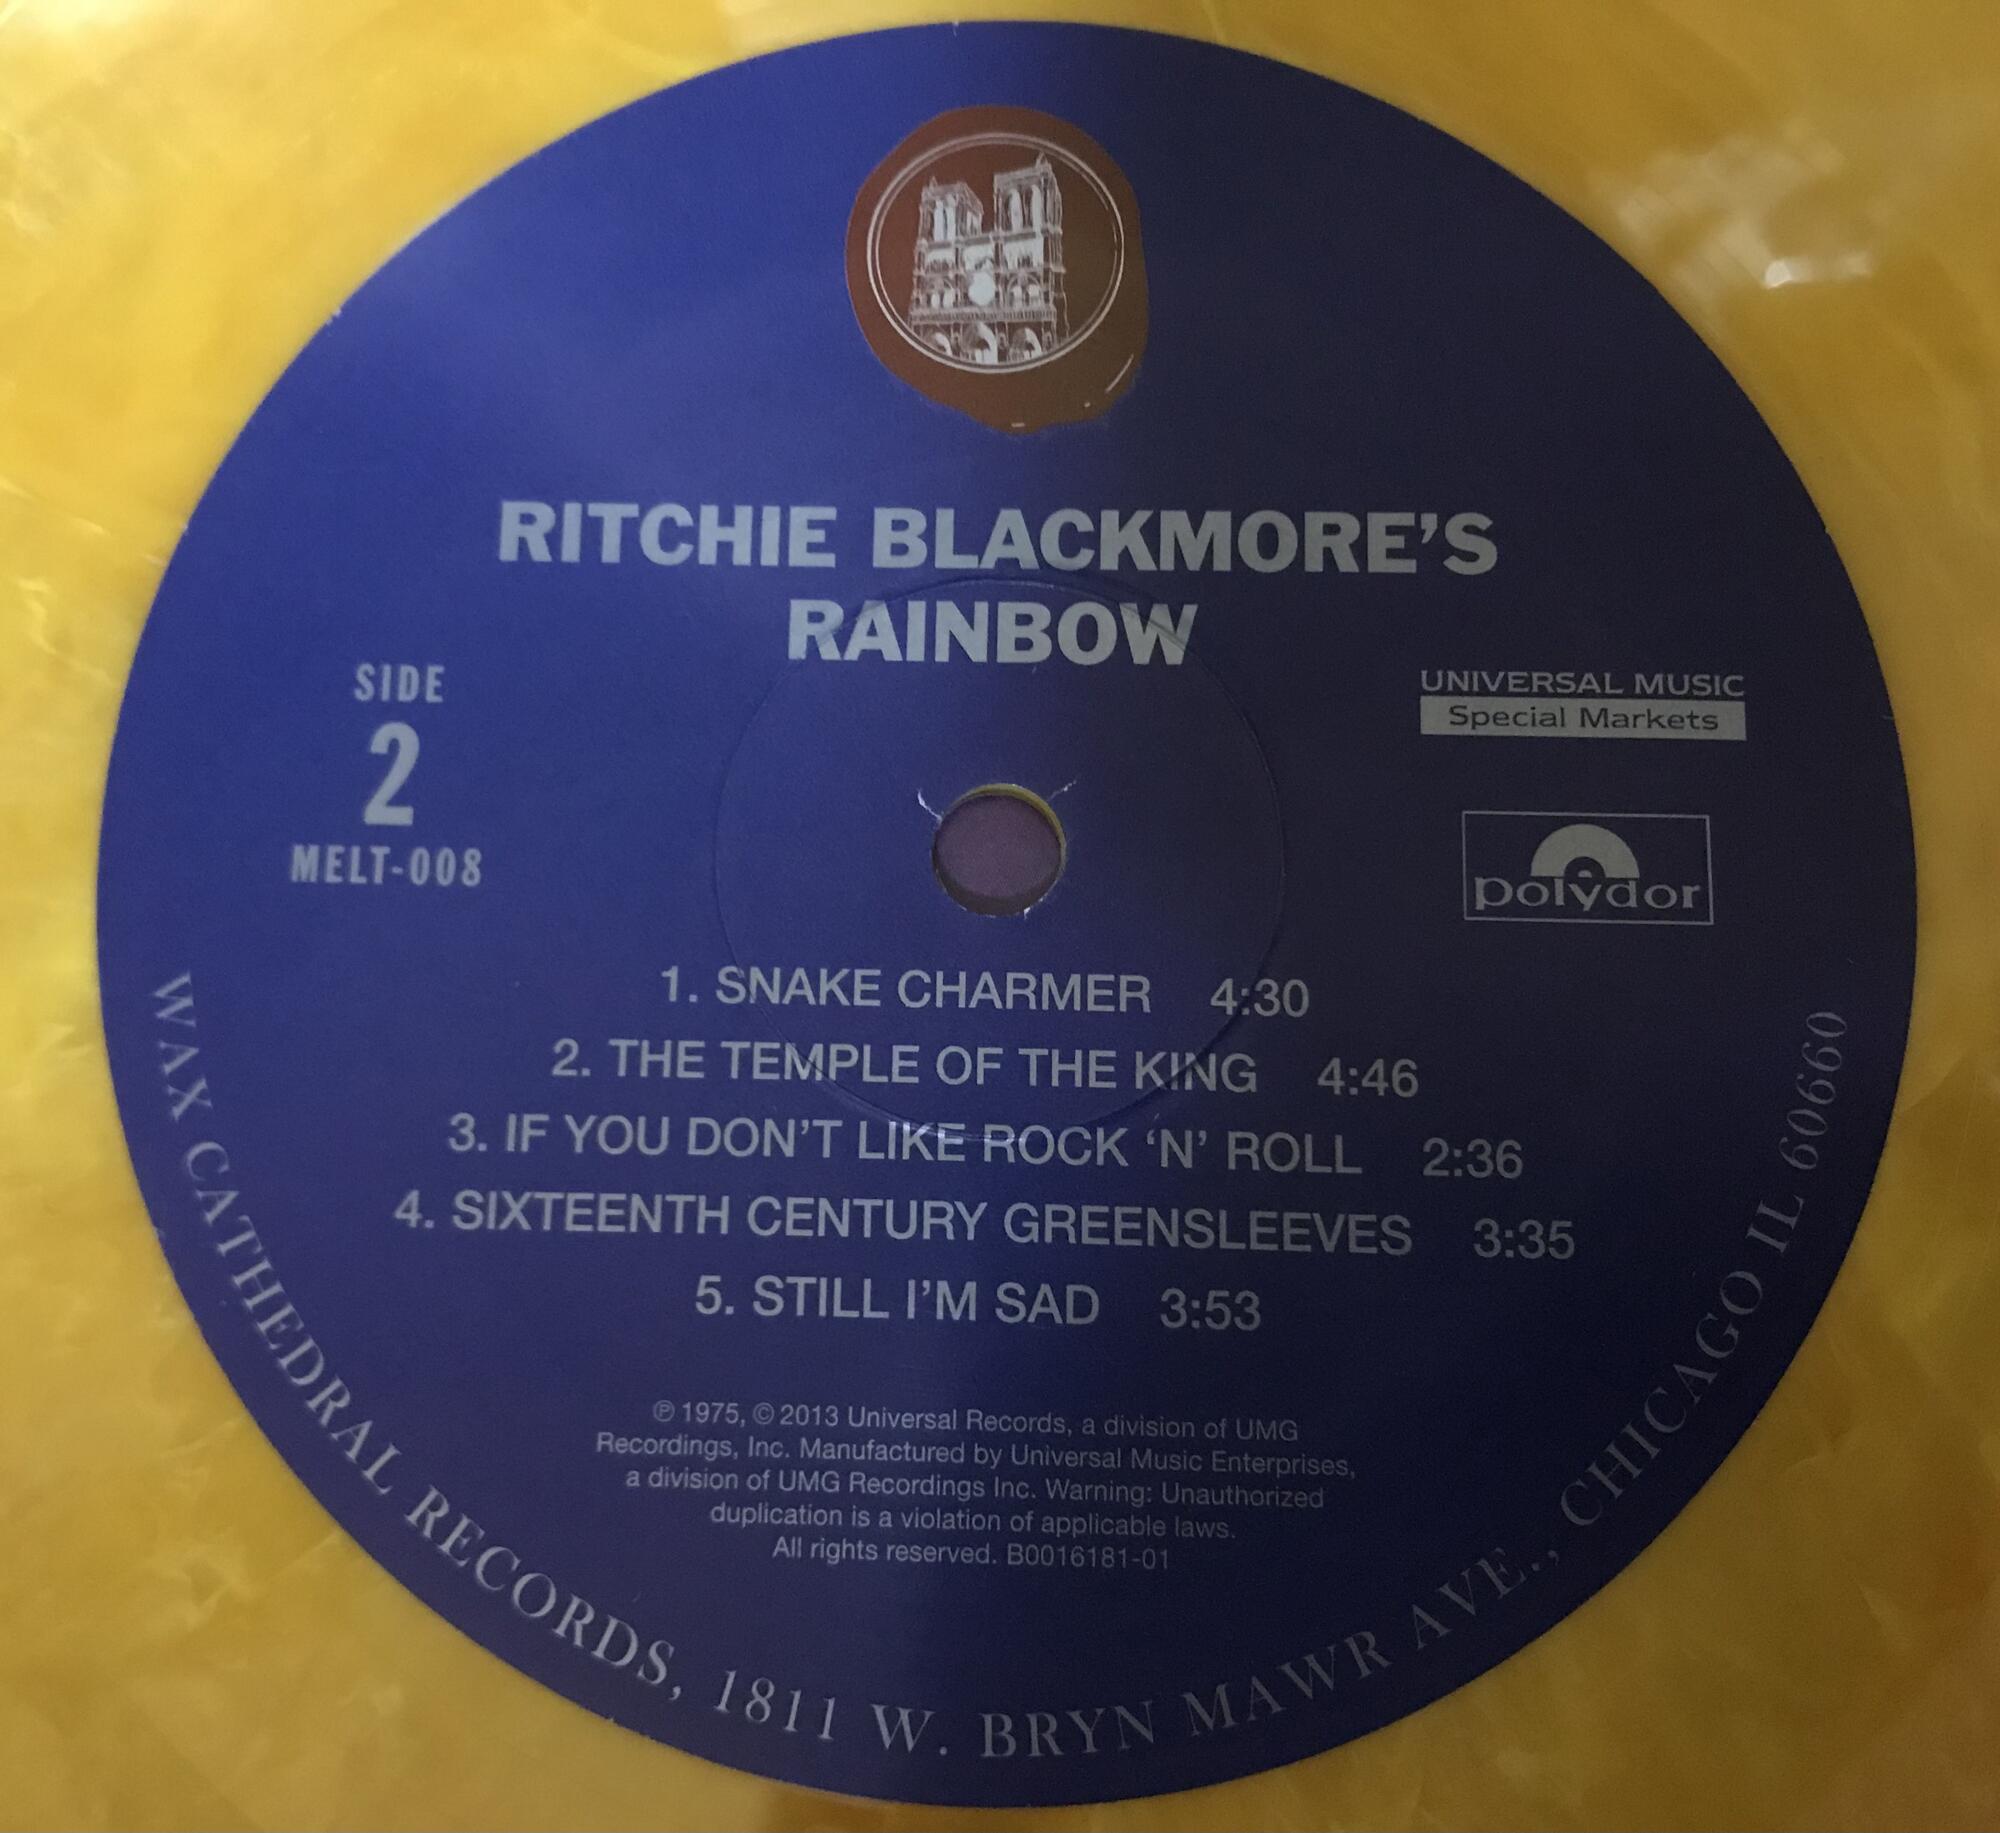 RITCHIE BLACKMORE'S
RAINBOW
SIDE
2
MELT-008
UNIVERSAL MUSIC
Special Markets
polydor
1. SNAKE CHARMER 4:30
2. THE TEMPLE OF THE KING 4:46
3. IF YOU DON'T LIKE ROCK ‘N’ ROLL 2:36
4. SIXTEENTH CENTURY GREENSLEEVES 3:35
5. STILL I'M SAD 3:53
℗ 1975, © 2013 Universal Records, a division of UMG
Recordings, Inc. Manufactured by Universal Music Enterprises,
a division of UMG Recordings Inc. Warning: Unauthorized
duplication is a violation of applicable laws.
All rights reserved. B0016181-01
WAX CATHEDRAL RECORDS, 1811 W. BRYN MAWR AVE., CHICAGO IL 60660